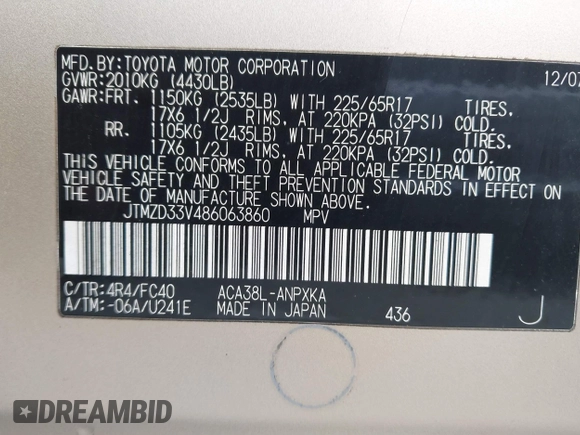 MFD.BY:TOYOTA MOTOR CORPORATION 12/07
GVWR:2010KG (4430LB)
GAWR:FRT. 1150KG (2535LB) WITH 225/65R17 TIRES,
17X6 1/2J RIMS, AT 220KPA (32PSI) COLD.
RR. 1105KG (2435LB) WITH 225/65R17 TIRES,
17X6 1/2J RIMS, AT 220KPA (32PSI) COLD.
THIS VEHICLE CONFORMS TO ALL APPLICABLE FEDERAL MOTOR
VEHICLE SAFETY AND THEFT PREVENTION STANDARDS IN EFFECT ON
THE DATE OF MANUFACTURE SHOWN ABOVE.
JTMZD33V486063860 MPV
C/TR:4R4/FC40 ACA38L-ANPXKA
A/TM:-06A/U241E MADE IN JAPAN 436 J
DREAMBID